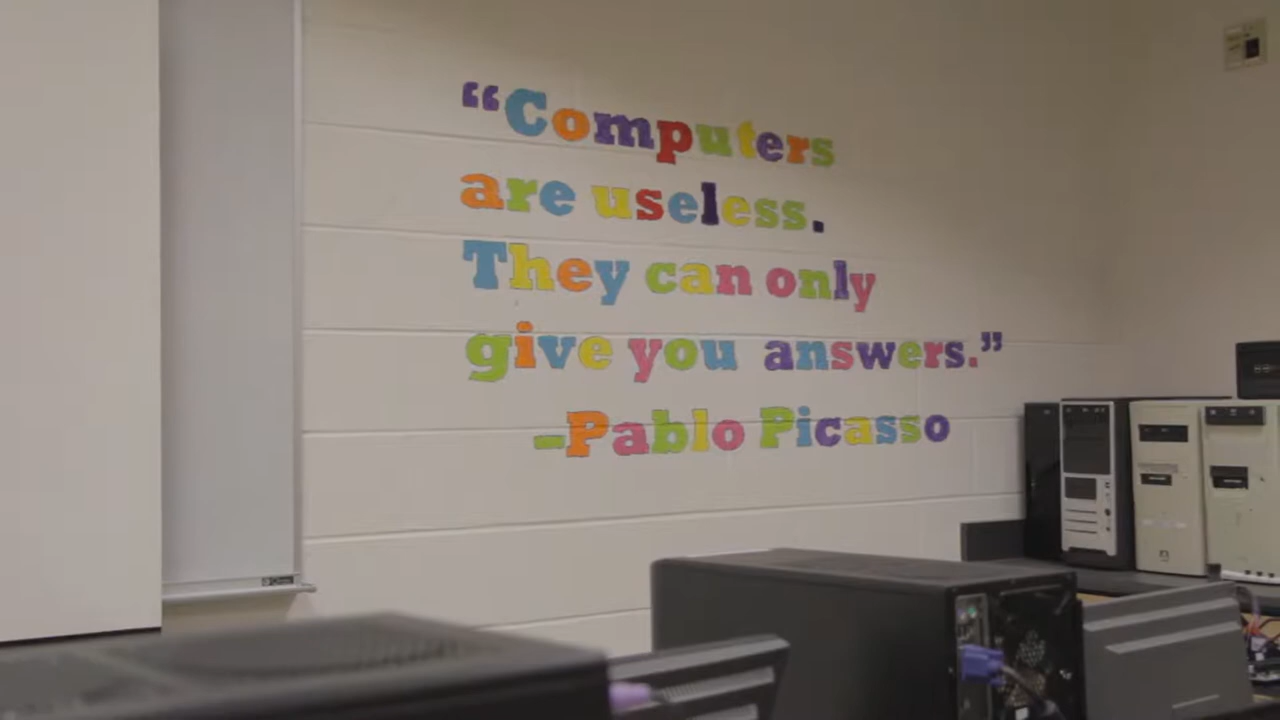 “Computers
are useless.
They can only
give you answers.”
-Pablo Picasso